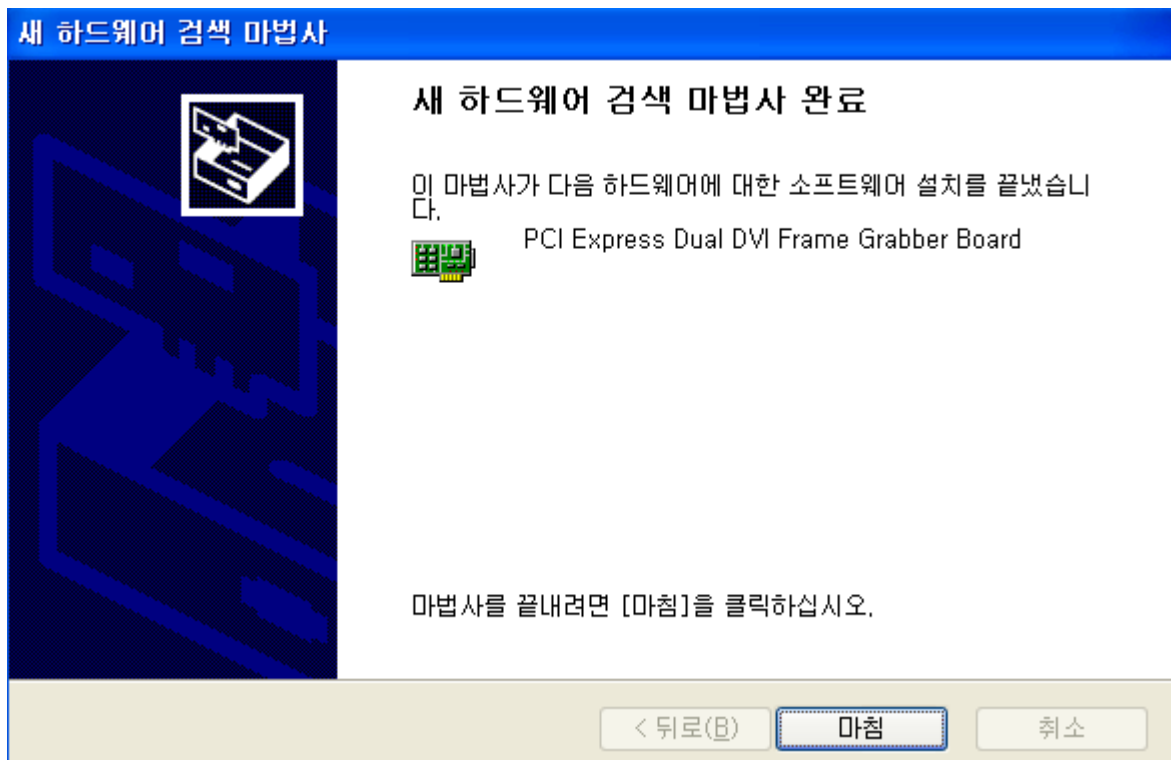 새 하드웨어 검색 마법사
새 하드웨어 검색 마법사 완료
이 마법사가 다음 하드웨어에 대한 소프트웨어 설치를 끝냈습니
다.
PCI Express Dual DVI Frame Grabber Board
마법사를 끝내려면 [마침]을 클릭하십시오.
< 뒤로(B) 마침 취소